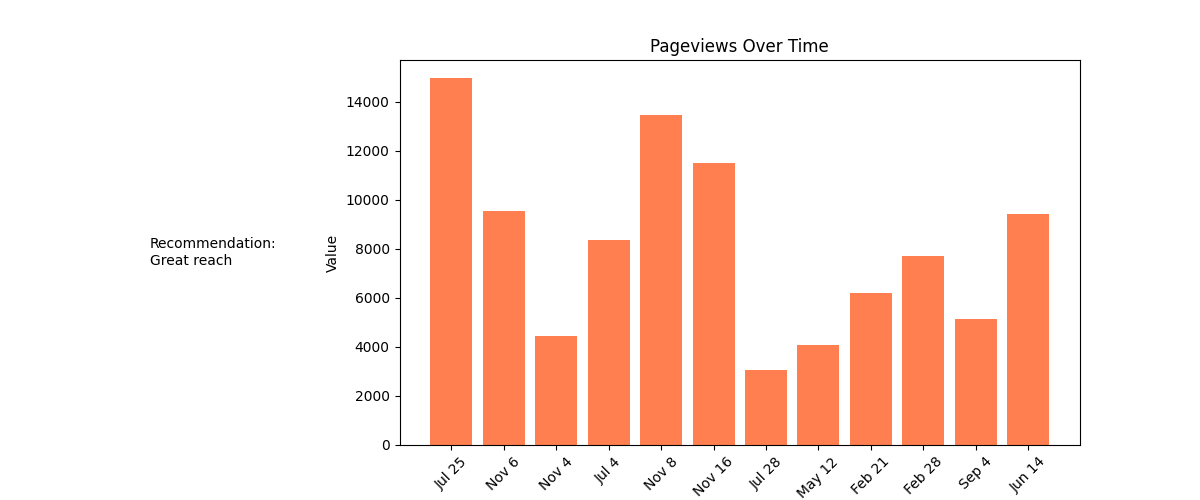 Pageviews Over Time
Recommendation:
Great reach
Value
14000
12000
10000
8000
6000
4000
2000
0
Jul 25
Nov 6
Nov 4
Jul 4
Nov 8
Nov 16
Jul 28
May 12
Feb 21
Feb 28
Sep 4
Jun 14